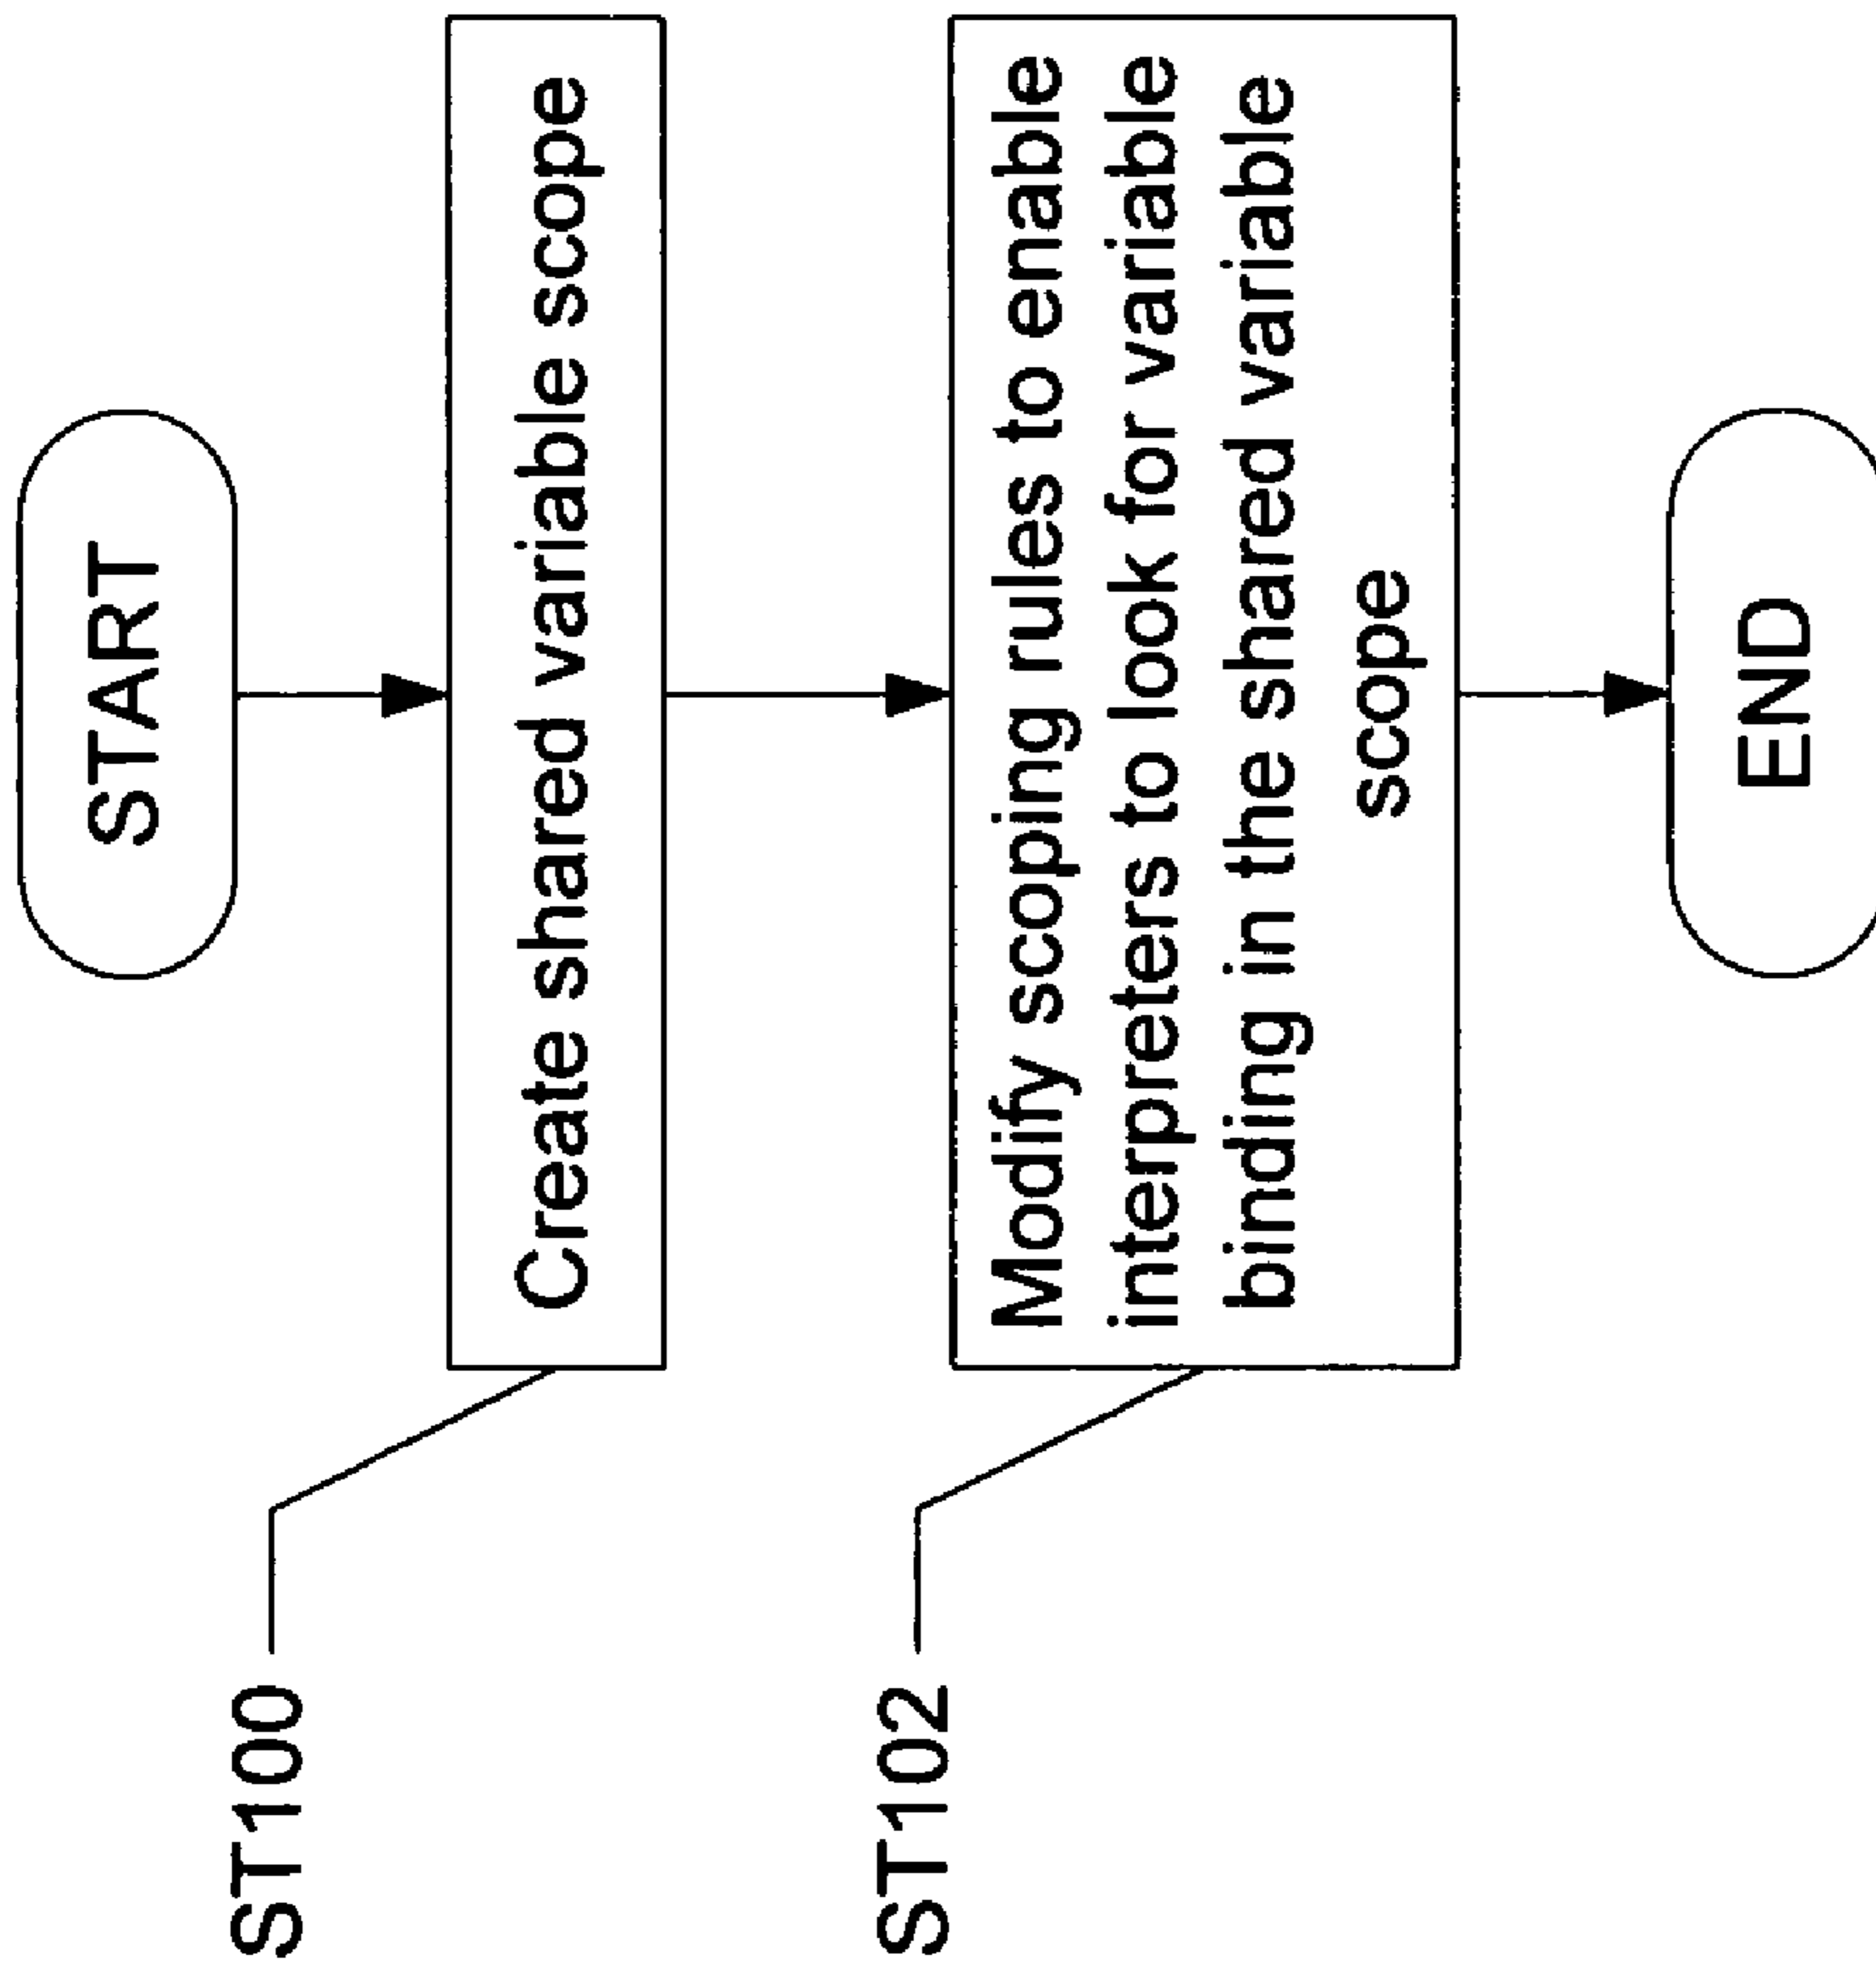 START
ST100
Create shared variable scope
ST102
Modify scoping rules to enable
interpreters to look for variable
binding in the shared variable
scope
END